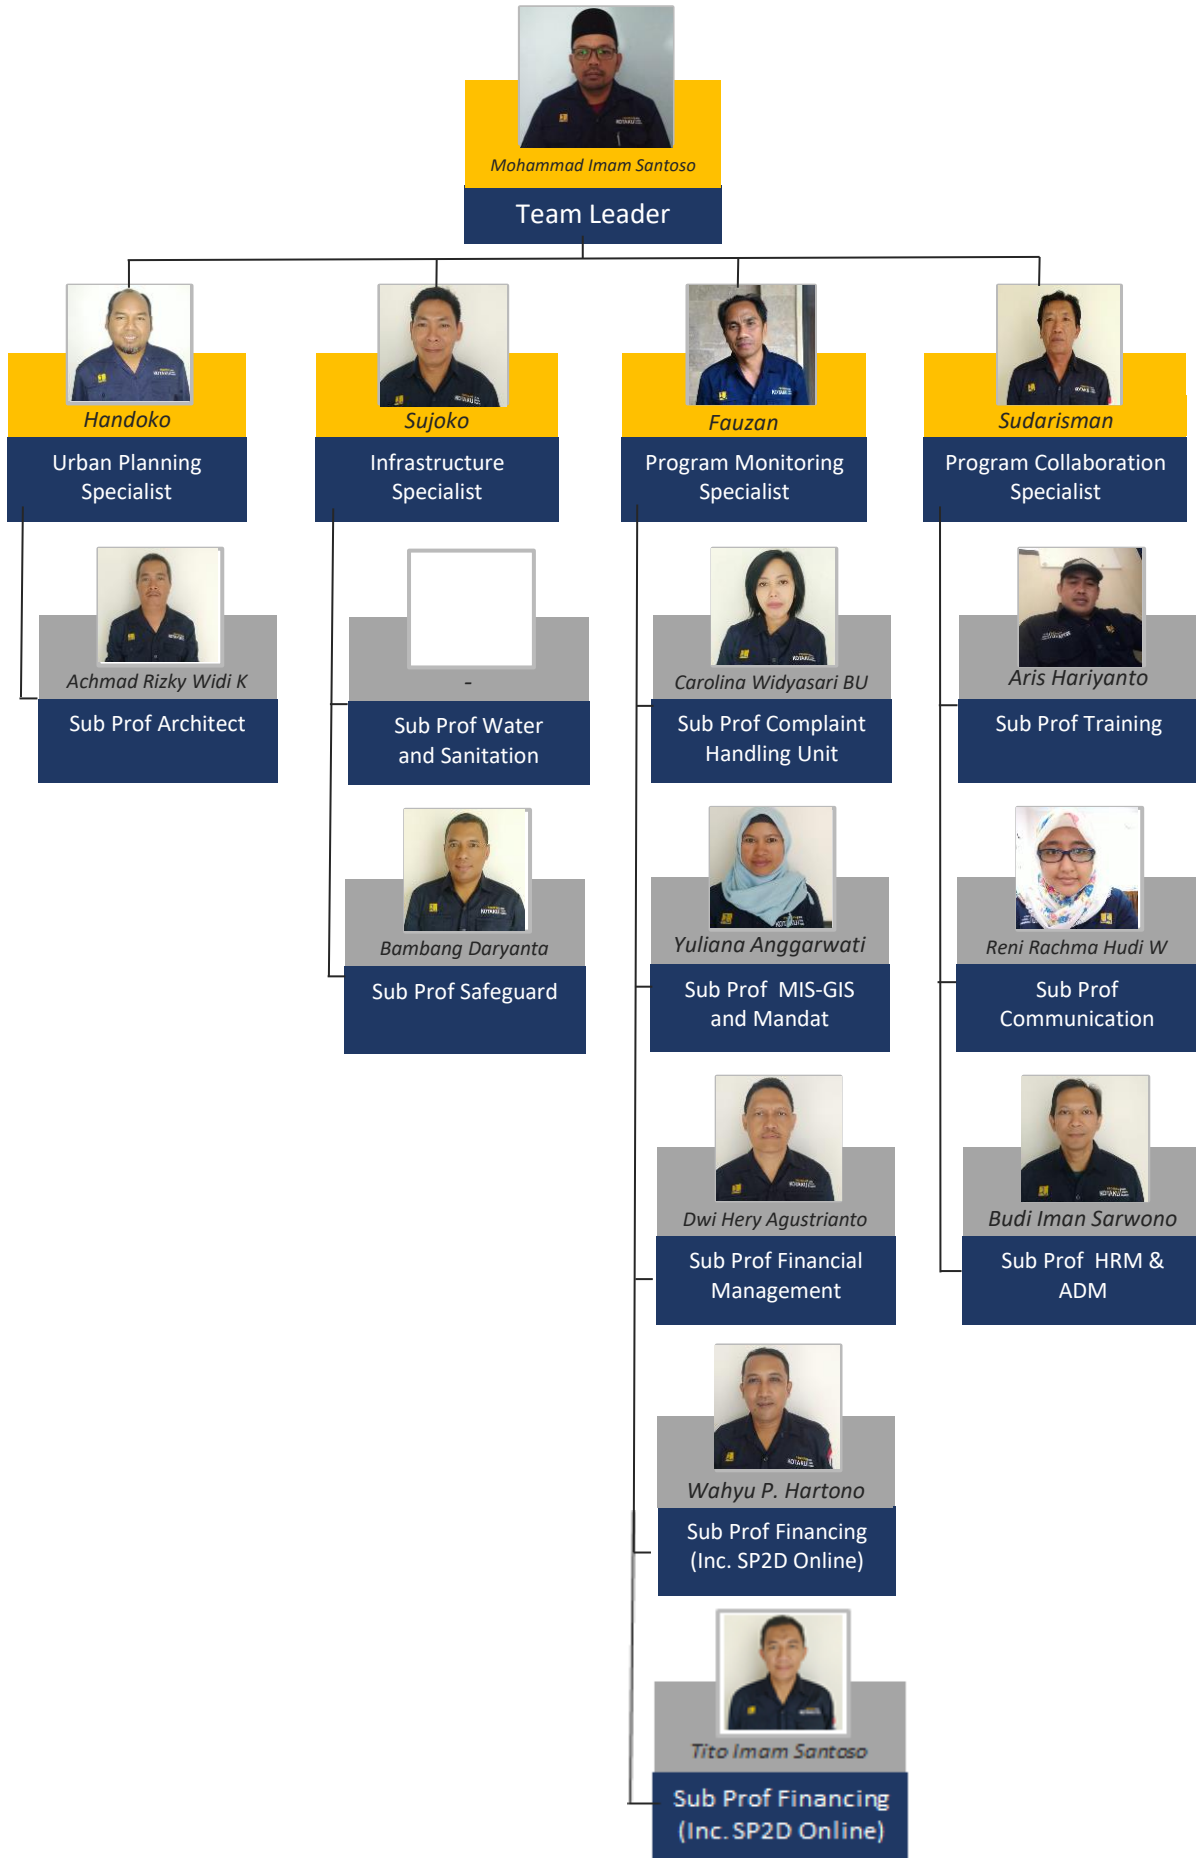 Mohammad Imam Santoso
Team Leader
Handoko
Urban Planning
Specialist
Sujoko
Infrastructure
Specialist
Fauzan
Program Monitoring
Specialist
Sudarisman
Program Collaboration
Specialist
Achmad Rizky Widi K
Sub Prof Architect
-
Sub Prof Water
and Sanitation
Bambang Daryanta
Sub Prof Safeguard
Carolina Widyasari BU
Sub Prof Complaint
Handling Unit
Yuliana Anggarwati
Sub Prof MIS-GIS
and Mandat
Dwi Hery Agustrianto
Sub Prof Financial
Management
Wahyu P. Hartono
Sub Prof Financing
(Inc. SP2D Online)
Tito Imam Santoso
Sub Prof Financing
(Inc. SP2D Online)
Aris Hariyanto
Sub Prof Training
Reni Rachma Hudi W
Sub Prof
Communication
Budi Iman Sarwono
Sub Prof HRM &
ADM